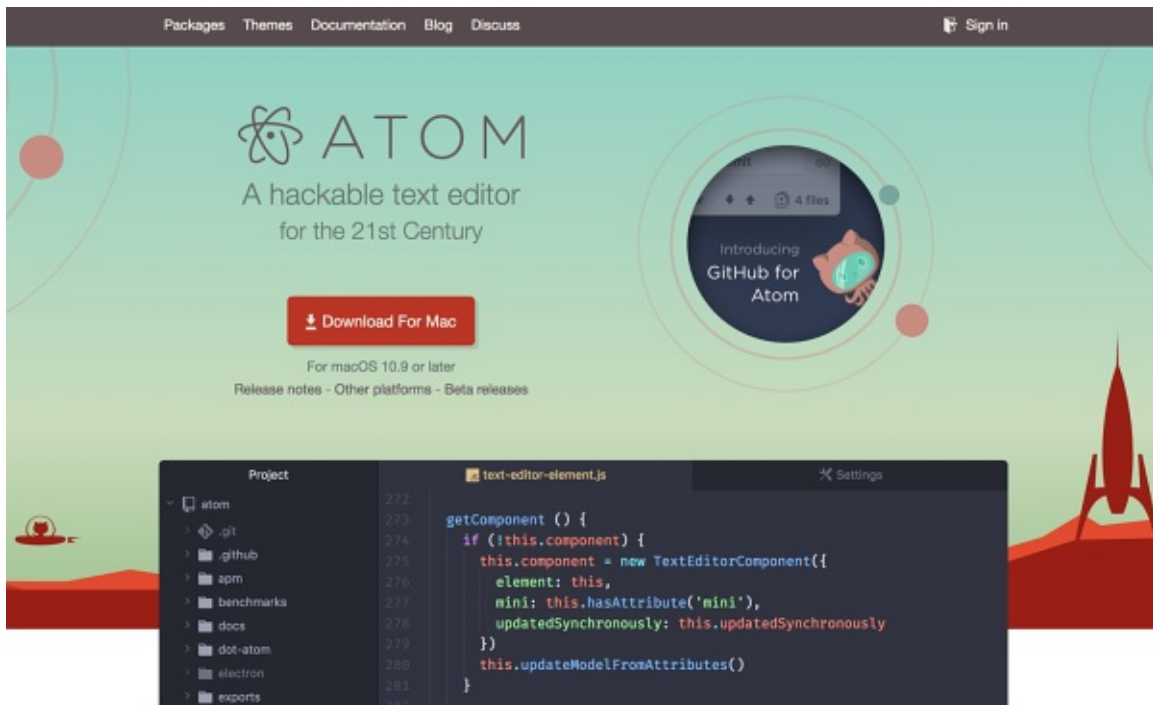 Packages Themes Documentation Blog Discuss Sign in
ATOM
A hackable text editor
for the 21st Century
Download For Mac
For macOS 10.9 or later
Release notes - Other platforms - Beta releases
4 files
Introducing
GitHub for
Atom
Project
atom
.git
.github
apm
benchmarks
docs
dot-atom
electron
exports
text-editor-element.js
Settings
272
273 getComponent () {
274 if (!this.component) {
275 this.component = new TextEditorComponent({
276 element: this,
277 mini: this.hasAttribute('mini'),
278 updatedSynchronously: this.updatedSynchronously
279 })
280 this.updateModelFromAttributes()
281 }